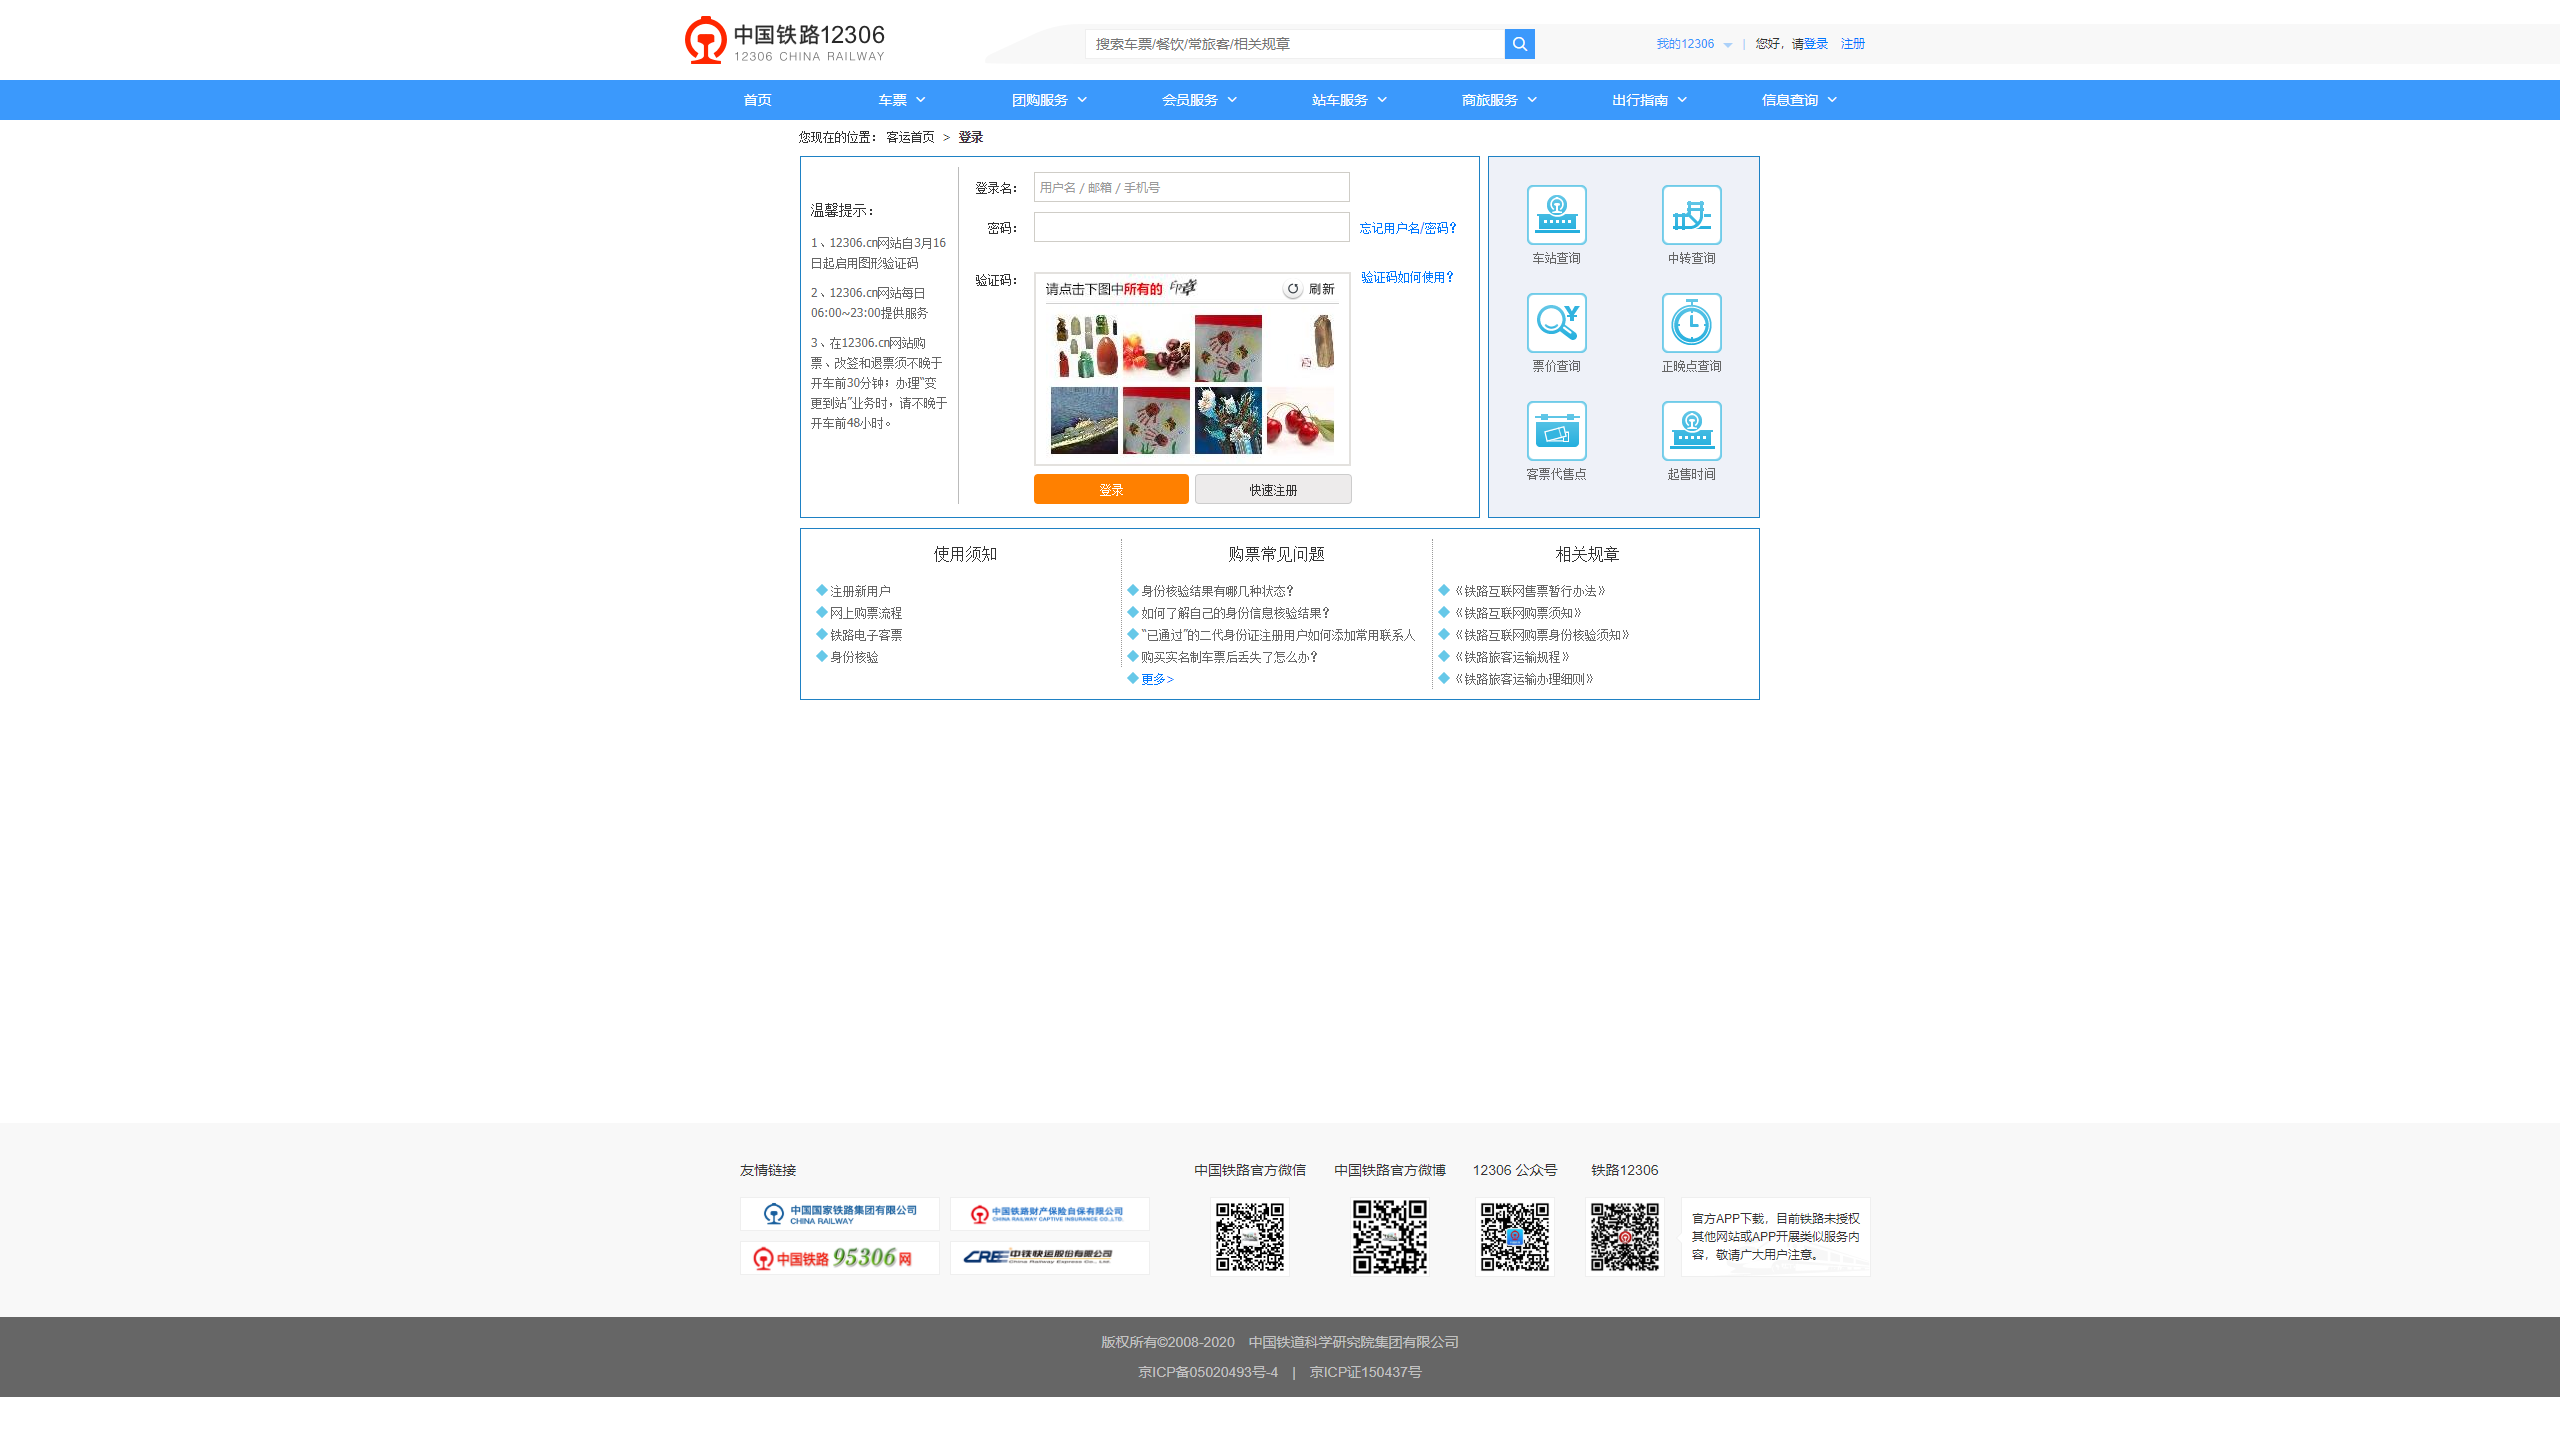 中国铁路12306
12306 CHINA RAILWAY
搜索车票/餐饮/常旅客/相关规章
我的12306 | 您好，请登录 注册
首页 车票 团购服务 会员服务 站车服务 商旅服务 出行指南 信息查询
您现在的位置： 客运首页 > 登录
温馨提示：
1、12306.cn网站自3月16
日起启用图形验证码
2、12306.cn网站每日
06:00~23:00提供服务
3、在12306.cn网站购
票、改签和退票须不晚于
开车前30分钟；办理“变
更到站”业务时，请不晚于
开车前48小时。
登录名： 用户名 / 邮箱 / 手机号
密码： 忘记用户名/密码？
验证码： 验证码如何使用？
请点击下图中所有的 印章 刷新
登录 快速注册
车站查询 中转查询
票价查询 正晚点查询
客票代售点 起售时间
使用须知
注册新用户
网上购票流程
铁路电子客票
身份核验
购票常见问题
身份核验结果有哪几种状态？
如何了解自己的身份信息核验结果？
“已通过”的二代身份证注册用户如何添加常用联系人
购买实名制车票后丢失了怎么办？
更多>
相关规章
《铁路互联网售票暂行办法》
《铁路互联网购票须知》
《铁路互联网购票身份核验须知》
《铁路旅客运输规程》
《铁路旅客运输办理细则》
友情链接
中国国家铁路集团有限公司
CHINA RAILWAY
中国铁路财产保险自保有限公司
CHINA RAILWAY CAPTIVE INSURANCE CO.,LTD.
中国铁路 95306 网
CRE 中铁快运股份有限公司
China Railway Express Co., Ltd
中国铁路官方微信 中国铁路官方微博 12306 公众号 铁路12306
官方APP下载，目前铁路未授权
其他网站或APP开展类似服务内
容，敬请广大用户注意。
版权所有©2008-2020 中国铁道科学研究院集团有限公司
京ICP备05020493号-4 | 京ICP证150437号